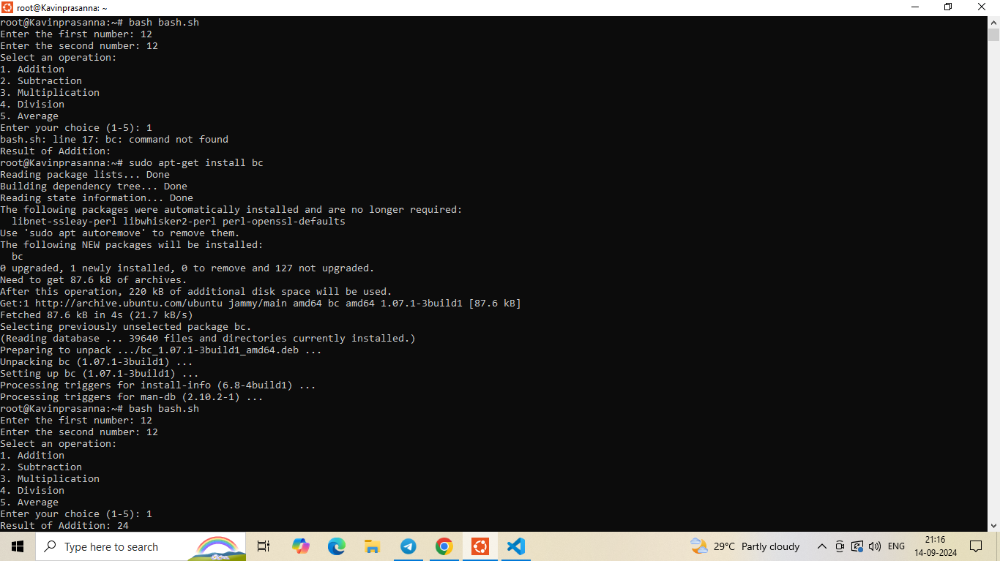 root@Kavinprasanna: ~
root@Kavinprasanna:~# bash bash.sh
Enter the first number: 12
Enter the second number: 12
Select an operation:
1. Addition
2. Subtraction
3. Multiplication
4. Division
5. Average
Enter your choice (1-5): 1
bash.sh: line 17: bc: command not found
Result of Addition:
root@Kavinprasanna:~# sudo apt-get install bc
Reading package lists... Done
Building dependency tree... Done
Reading state information... Done
The following packages were automatically installed and are no longer required:
  libnet-ssleay-perl libwhisker2-perl perl-openssl-defaults
Use 'sudo apt autoremove' to remove them.
The following NEW packages will be installed:
  bc
0 upgraded, 1 newly installed, 0 to remove and 127 not upgraded.
Need to get 87.6 kB of archives.
After this operation, 220 kB of additional disk space will be used.
Get:1 http://archive.ubuntu.com/ubuntu jammy/main amd64 bc amd64 1.07.1-3build1 [87.6 kB]
Fetched 87.6 kB in 4s (21.7 kB/s)
Selecting previously unselected package bc.
(Reading database ... 39640 files and directories currently installed.)
Preparing to unpack .../bc_1.07.1-3build1_amd64.deb ...
Unpacking bc (1.07.1-3build1) ...
Setting up bc (1.07.1-3build1) ...
Processing triggers for install-info (6.8-4build1) ...
Processing triggers for man-db (2.10.2-1) ...
root@Kavinprasanna:~# bash bash.sh
Enter the first number: 12
Enter the second number: 12
Select an operation:
1. Addition
2. Subtraction
3. Multiplication
4. Division
5. Average
Enter your choice (1-5): 1
Result of Addition: 24
Type here to search
29°C Partly cloudy
ENG
21:16
14-09-2024